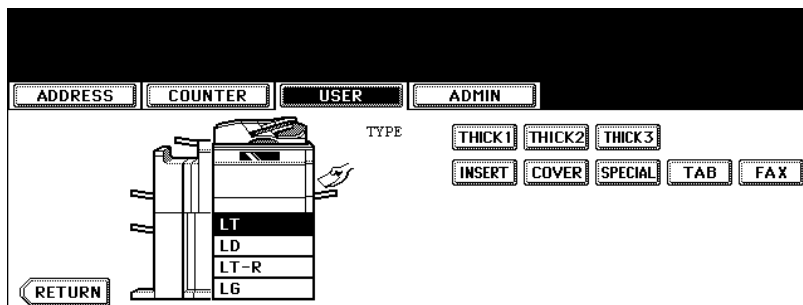 ADDRESS COUNTER USER ADMIN
TYPE THICK1 THICK2 THICK3
INSERT COVER SPECIAL TAB FAX
LT
LD
LT-R
LG
RETURN